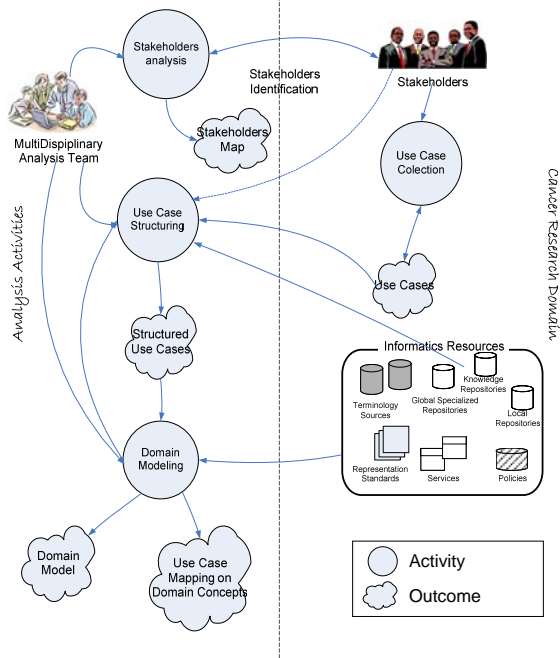 Stakeholders
analysis
Stakeholders
Identification
Stakeholders
MultiDispiplinary
Analysis Team
Stakeholders
Map
Use Case
Colection
Use Case
Structuring
Analysis Activities
Cancer Research Domain
Use Cases
Structured
Use Cases
Informatics Resources
Terminology
Sources
Global Specialized
Repositories
Knowledge
Repositories
Local
Repositories
Representation
Standards
Services
Policies
Domain
Modeling
Domain
Model
Use Case
Mapping on
Domain Concepts
Activity
Outcome